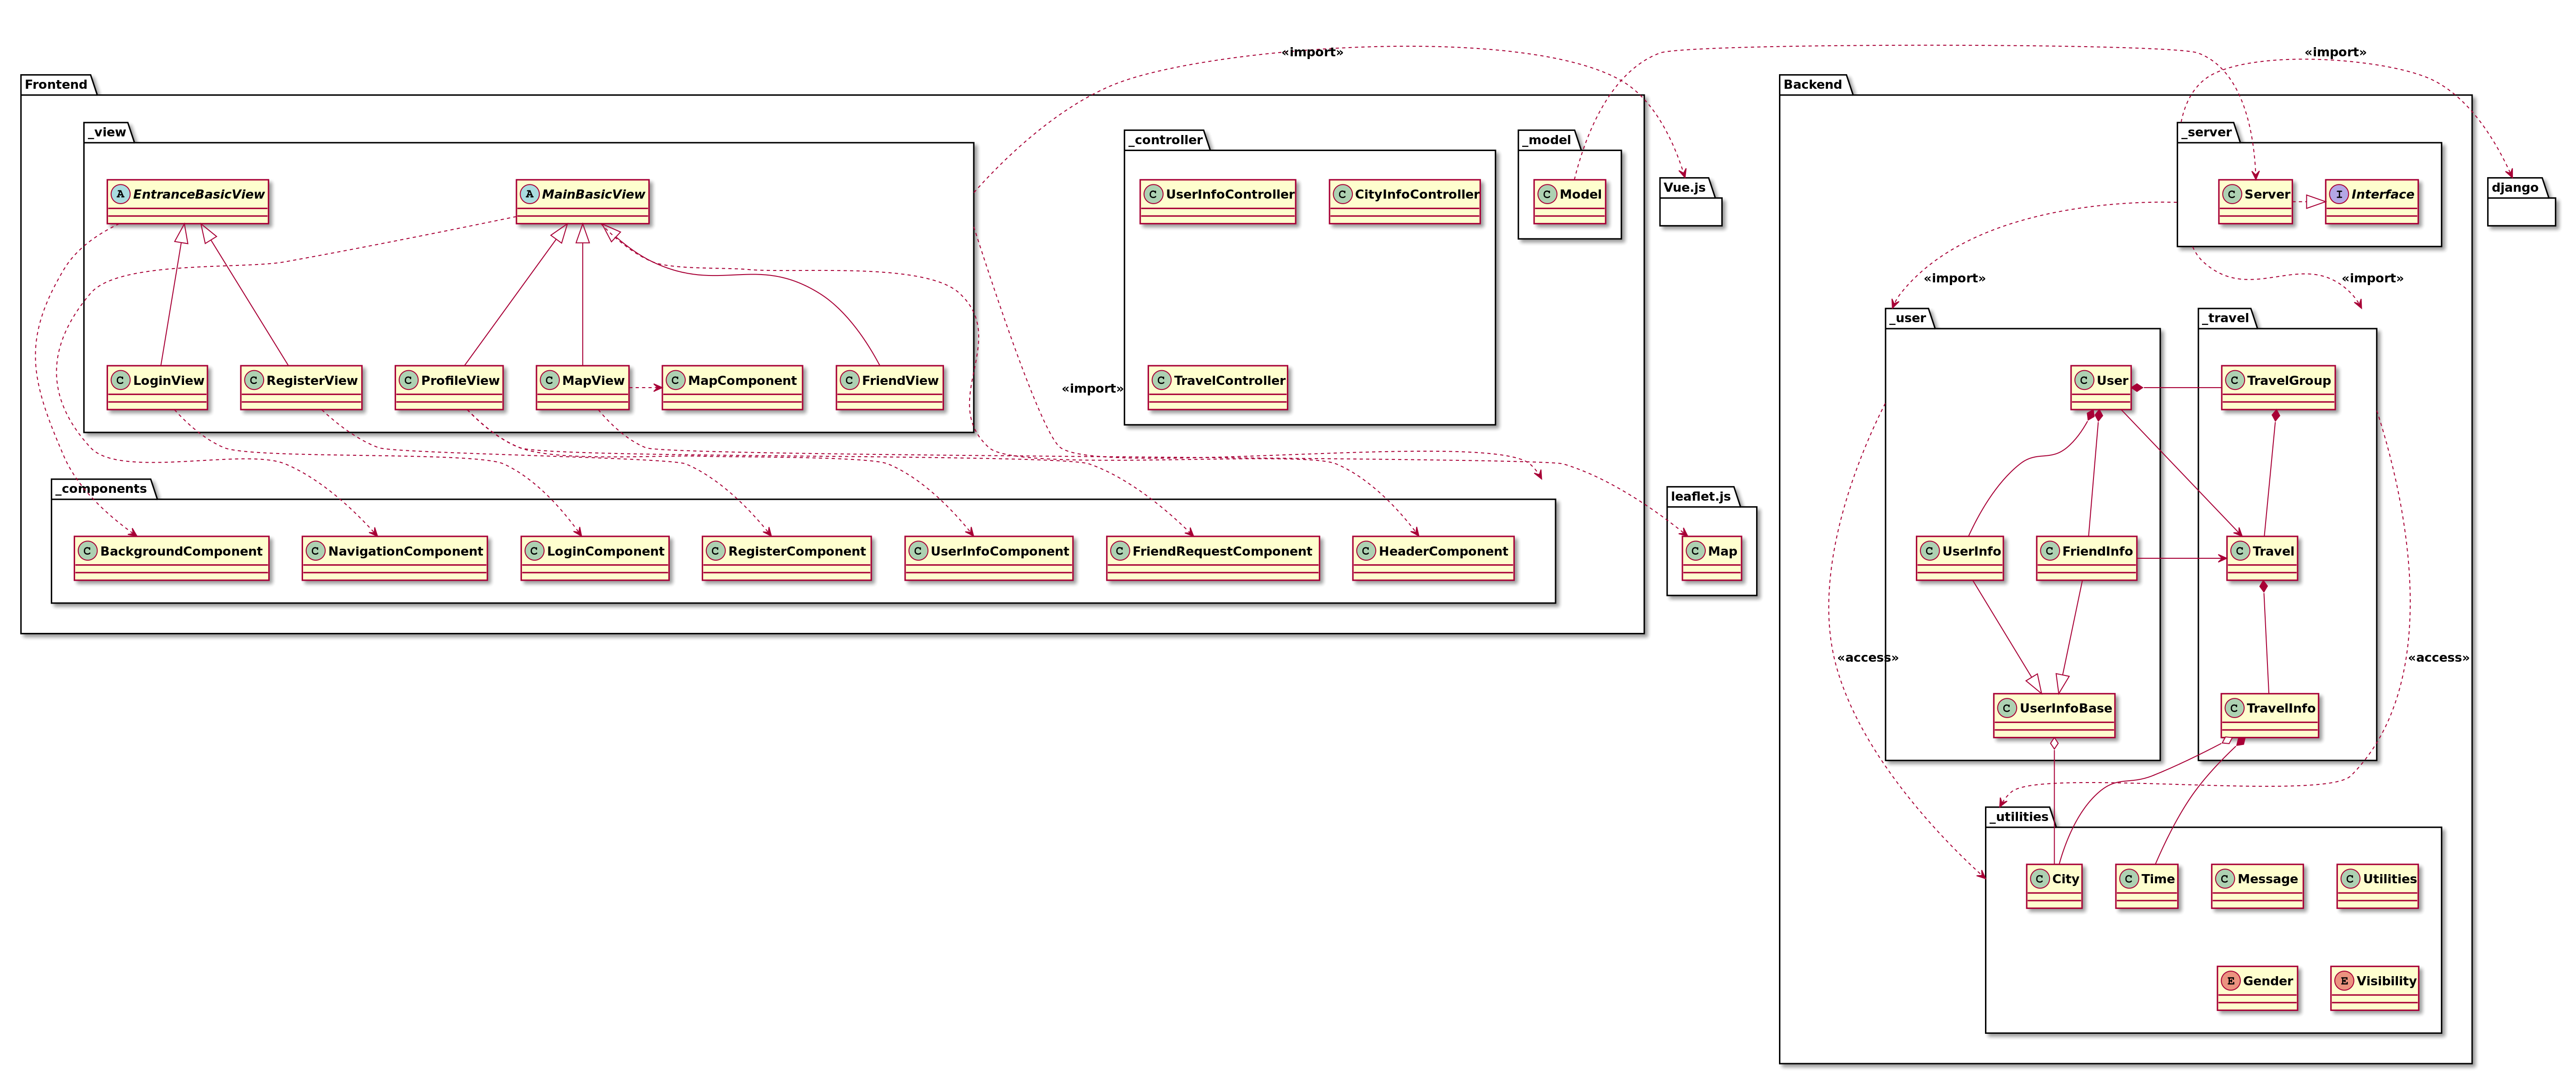 «import»
«import»
Frontend
Backend
_view
_controller
_model
_server
Vue.js
django
A EntranceBasicView
A MainBasicView
C UserInfoController
C CityInfoController
C Model
C Server
I Interface
«import»
«import»
_user
_travel
C LoginView
C RegisterView
C ProfileView
C MapView
C MapComponent
C FriendView
«import»
C TravelController
C User
C TravelGroup
_components
leaflet.js
C BackgroundComponent
C NavigationComponent
C LoginComponent
C RegisterComponent
C UserInfoComponent
C FriendRequestComponent
C HeaderComponent
C Map
C UserInfo
C FriendInfo
C Travel
«access»
«access»
C UserInfoBase
C TravelInfo
_utilities
C City
C Time
C Message
C Utilities
E Gender
E Visibility